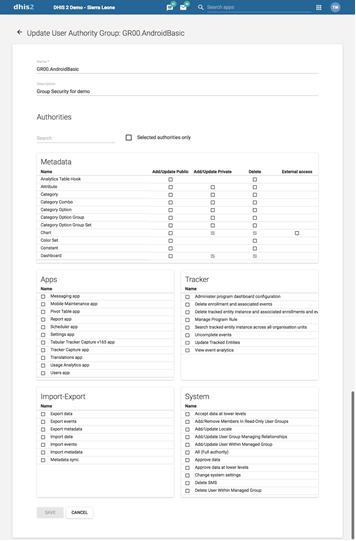 dhis2 DHIS 2 Demo - Sierra Leone Search apps TW
Update User Authority Group: GR00.AndroidBasic
Name *
GR00.AndroidBasic
Description
Group Security for demo
Authorities
Search Selected authorities only
Metadata
Name Add/Update Public Add/Update Private Delete External access
Analytics Table Hook
Attribute
Category
Category Combo
Category Option
Category Option Group
Category Option Group Set
Chart
Color Set
Constant
Dashboard
Apps
Name
Messaging app
Mobile Maintenance app
Pivot Table app
Report app
Scheduler app
Settings app
Tabular Tracker Capture v165 app
Tracker Capture app
Translations app
Usage Analytics app
Users app
Tracker
Name
Administer program dashboard configuration
Delete enrollment and associated events
Delete tracked entity instance and associated enrollments and ev
Manage Program Rule
Search tracked entity instance across all organisation units
Uncomplete events
Update Tracked Entities
View event analytics
Import-Export
Name
Export data
Export events
Export metadata
Import data
Import events
Import metadata
Metadata sync
System
Name
Accept data at lower levels
Add/Remove Members In Read-Only User Groups
Add/Update Locale
Add/Update User Group Managing Relationships
Add/Update User Within Managed Group
All (Full authority)
Approve data
Approve data at lower levels
Change system settings
Delete SMS
Delete User Within Managed Group
SAVE CANCEL